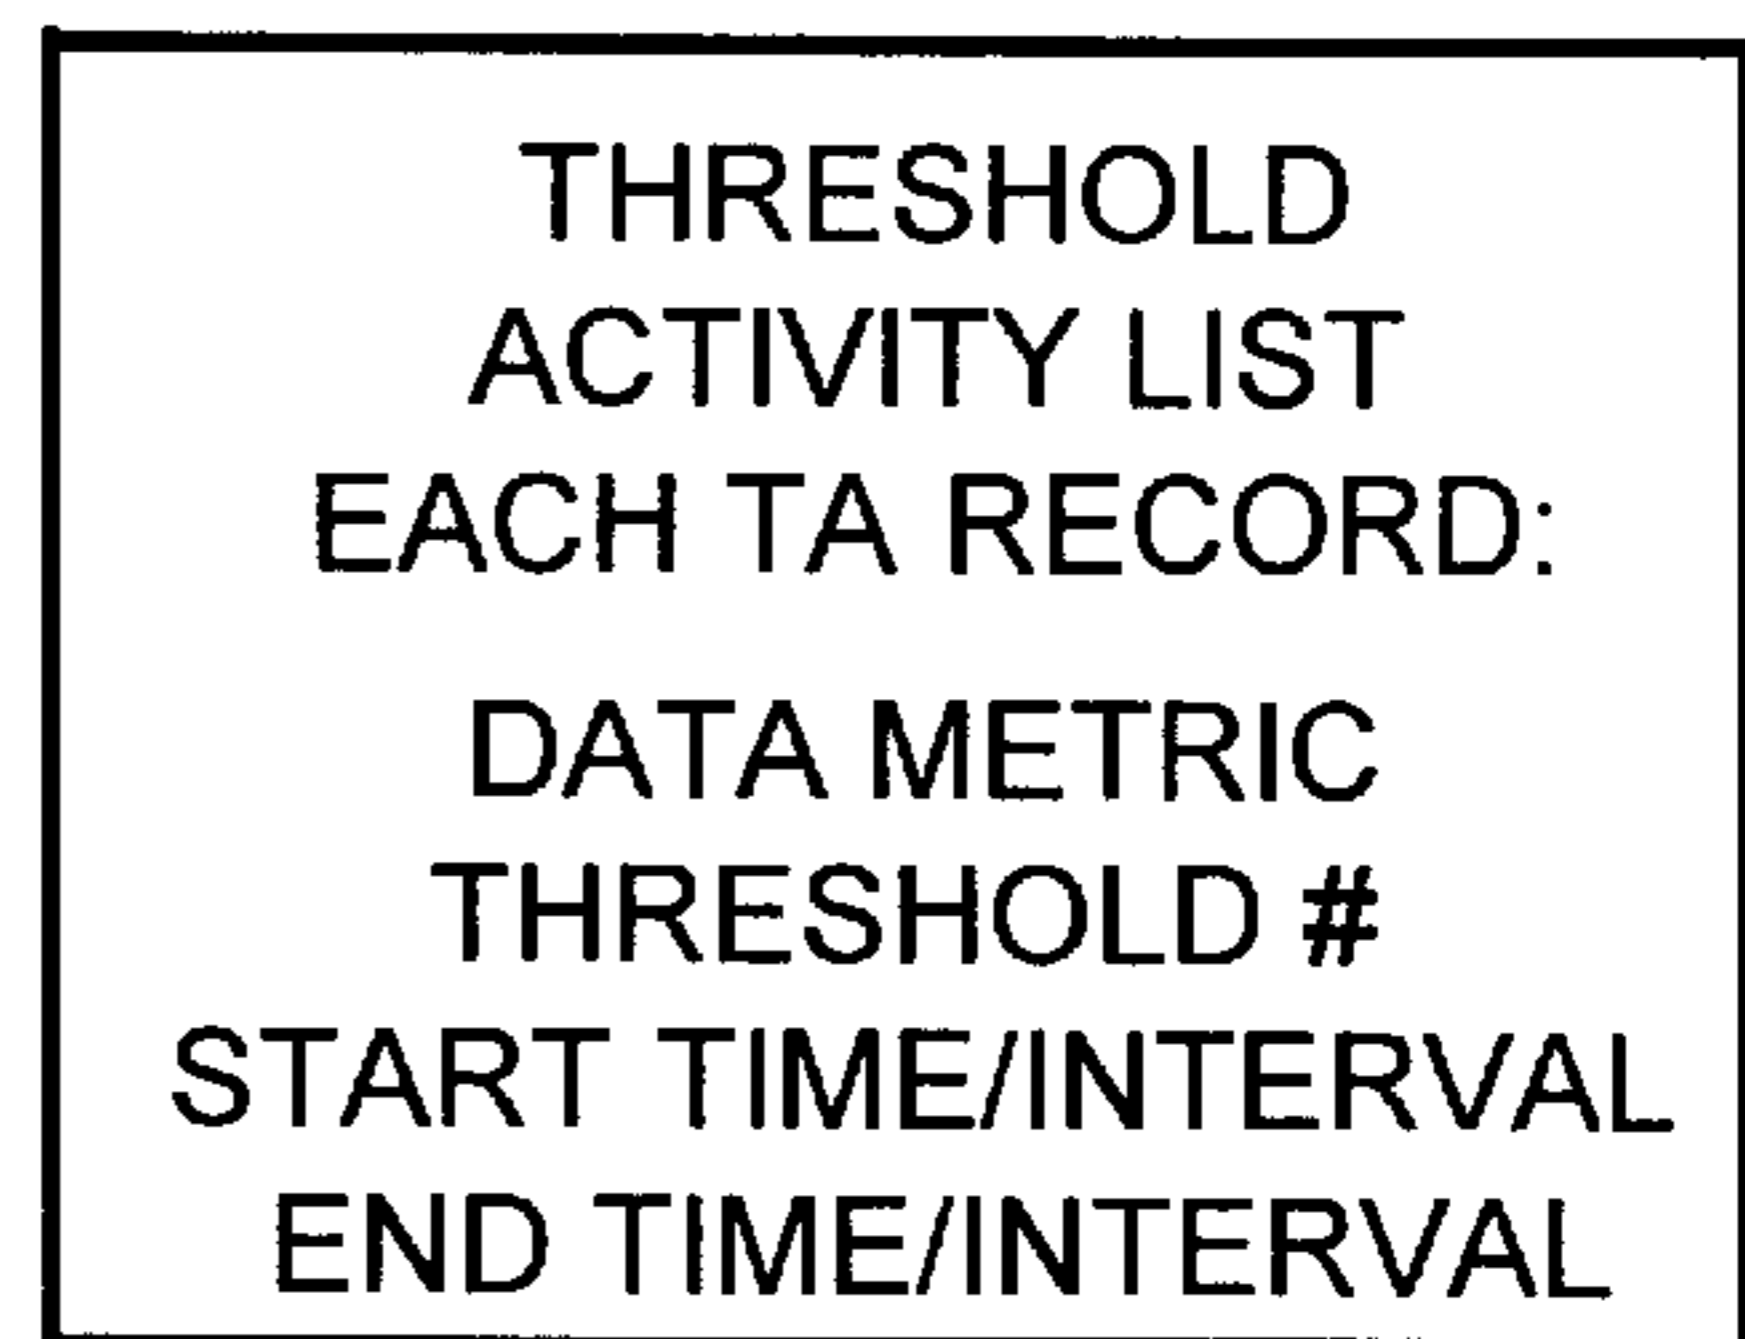 THRESHOLD
ACTIVITY LIST
EACH TA RECORD:
DATA METRIC
THRESHOLD #
START TIME/INTERVAL
END TIME/INTERVAL